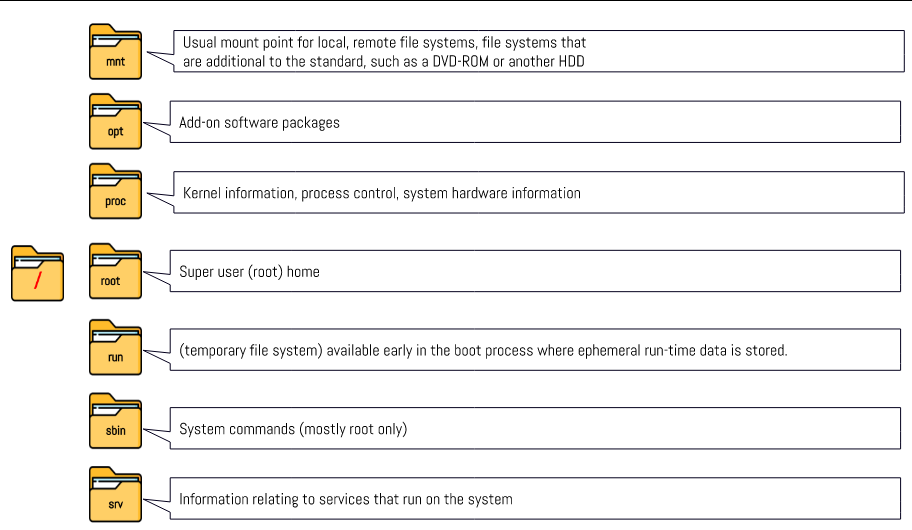 mnt
Usual mount point for local, remote file systems, file systems that
are additional to the standard, such as a DVD-ROM or another HDD
opt
Add-on software packages
proc
Kernel information, process control, system hardware information
/
root
Super user (root) home
run
(temporary file system) available early in the boot process where ephemeral run-time data is stored.
sbin
System commands (mostly root only)
srv
Information relating to services that run on the system